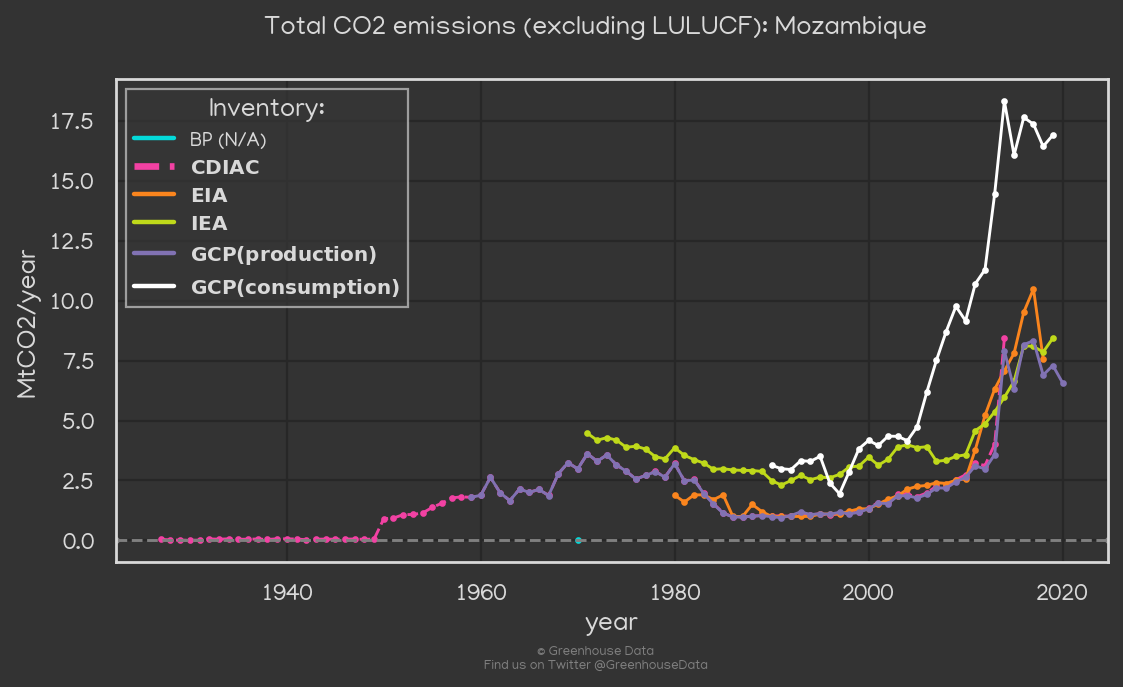 Total CO2 emissions (excluding LULUCF): Mozambique
Inventory:
BP (N/A)
CDIAC
EIA
IEA
GCP(production)
GCP(consumption)
MtCO2/year
17.5
15.0
12.5
10.0
7.5
5.0
2.5
0.0
1940 1960 1980 2000 2020
year
© Greenhouse Data
Find us on Twitter @GreenhouseData